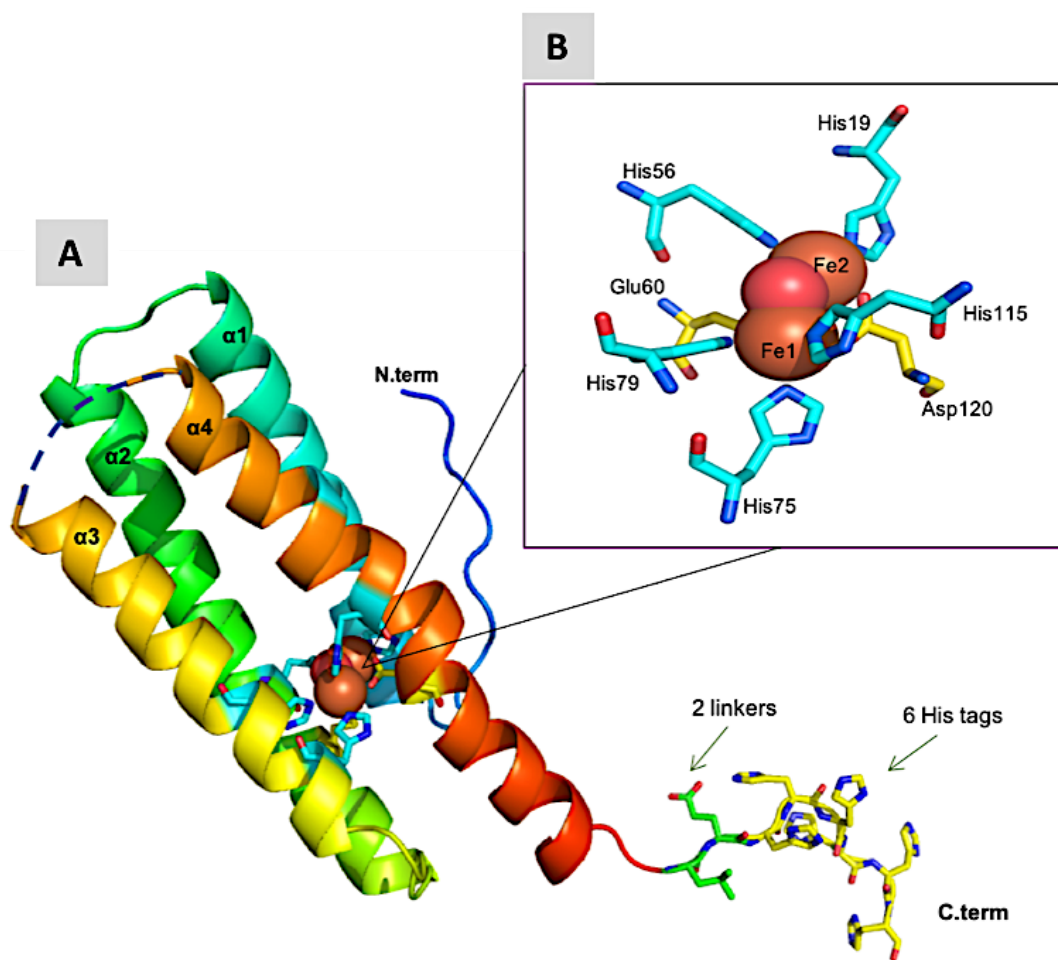 B
His19
His56
Fe2
Glu60
His115
Fe1
His79
Asp120
His75
A
α1
N.term
α4
α2
α3
2 linkers
6 His tags
C.term